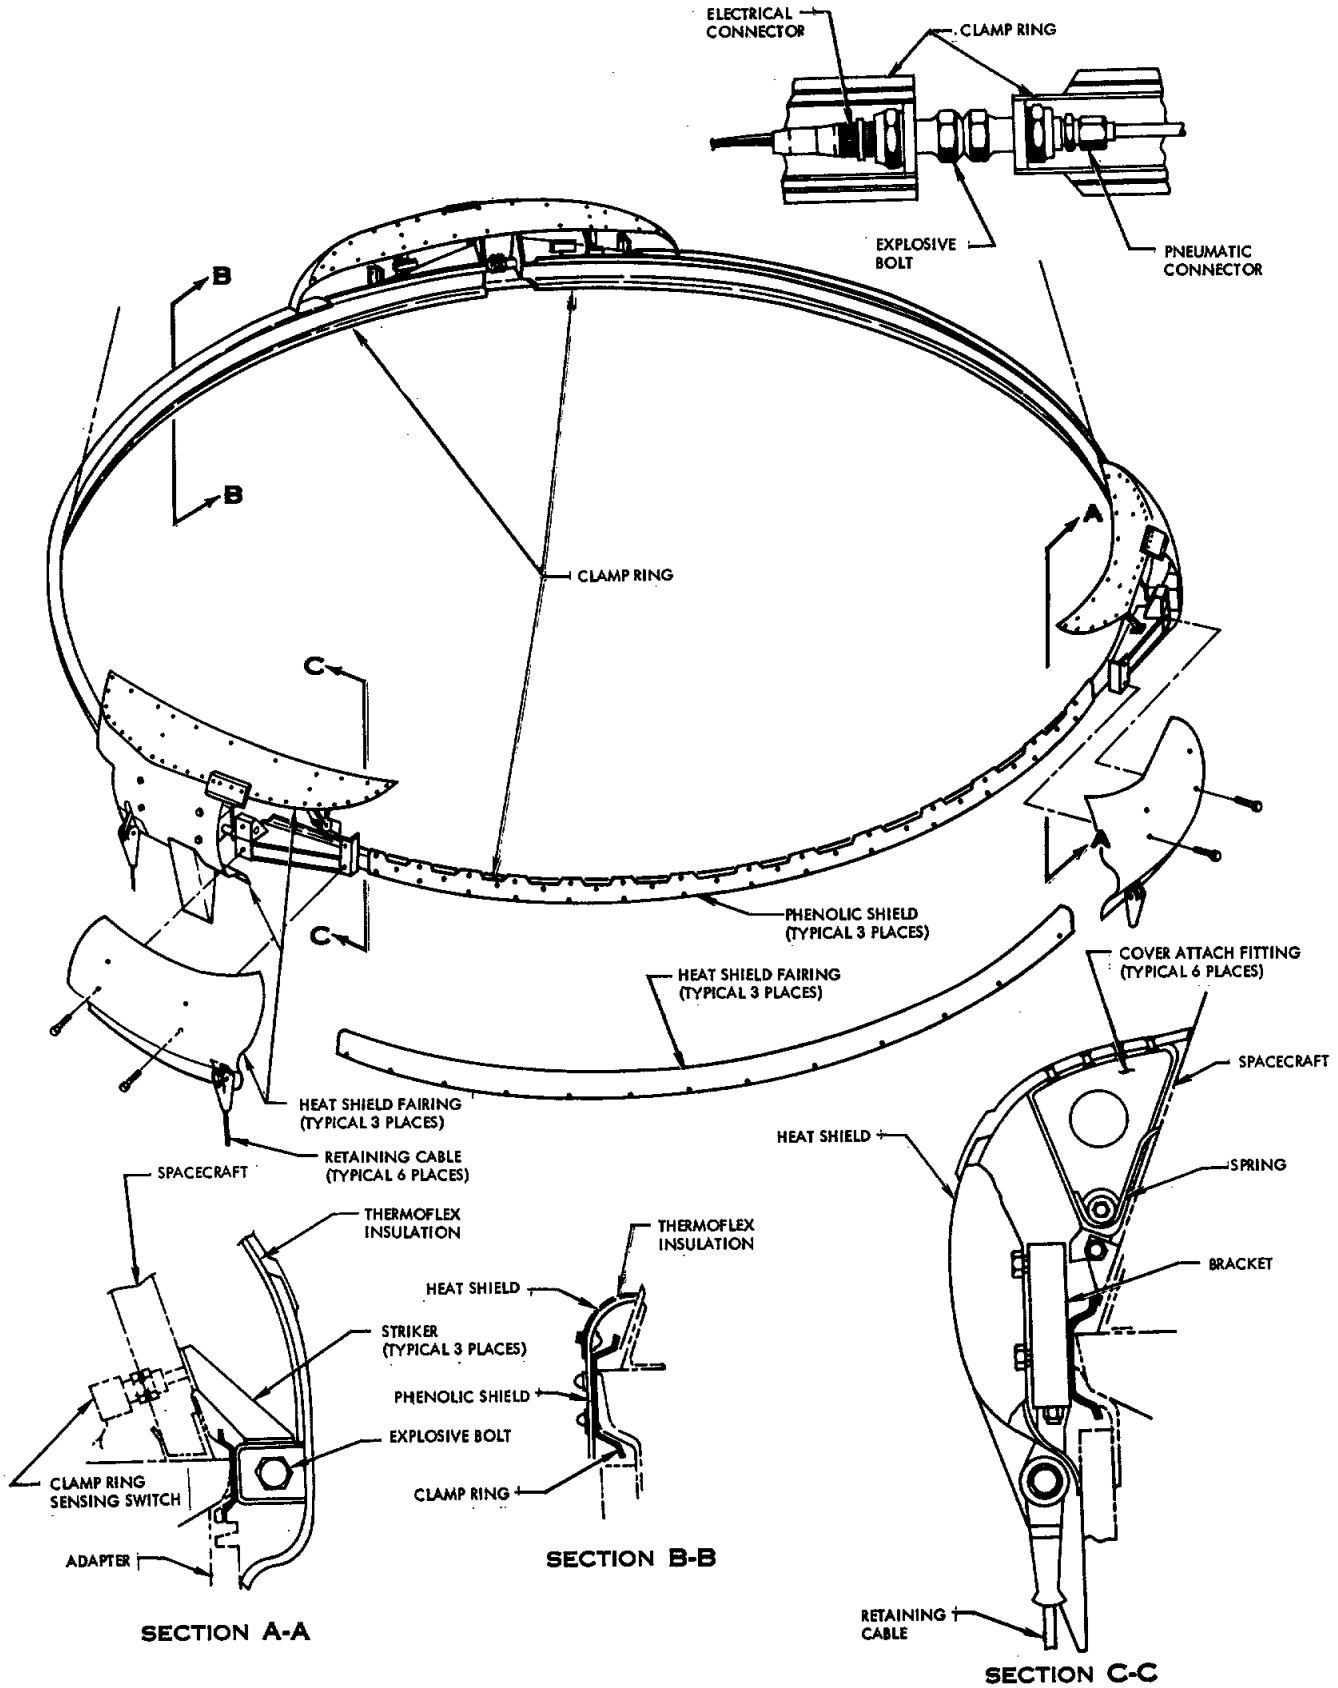 ELECTRICAL
CONNECTOR
CLAMP RING
EXPLOSIVE
BOLT
PNEUMATIC
CONNECTOR
B
B
A
CLAMP RING
C
A
C
PHENOLIC SHIELD
(TYPICAL 3 PLACES)
HEAT SHIELD FAIRING
(TYPICAL 3 PLACES)
COVER ATTACH FITTING
(TYPICAL 6 PLACES)
SPACECRAFT
HEAT SHIELD FAIRING
(TYPICAL 3 PLACES)
RETAINING CABLE
(TYPICAL 6 PLACES)
HEAT SHIELD
SPRING
BRACKET
RETAINING
CABLE
SECTION C-C
SPACECRAFT
THERMOFLEX
INSULATION
STRIKER
(TYPICAL 3 PLACES)
EXPLOSIVE BOLT
CLAMP RING
SENSING SWITCH
ADAPTER
SECTION A-A
THERMOFLEX
INSULATION
HEAT SHIELD
PHENOLIC SHIELD
CLAMP RING
SECTION B-B